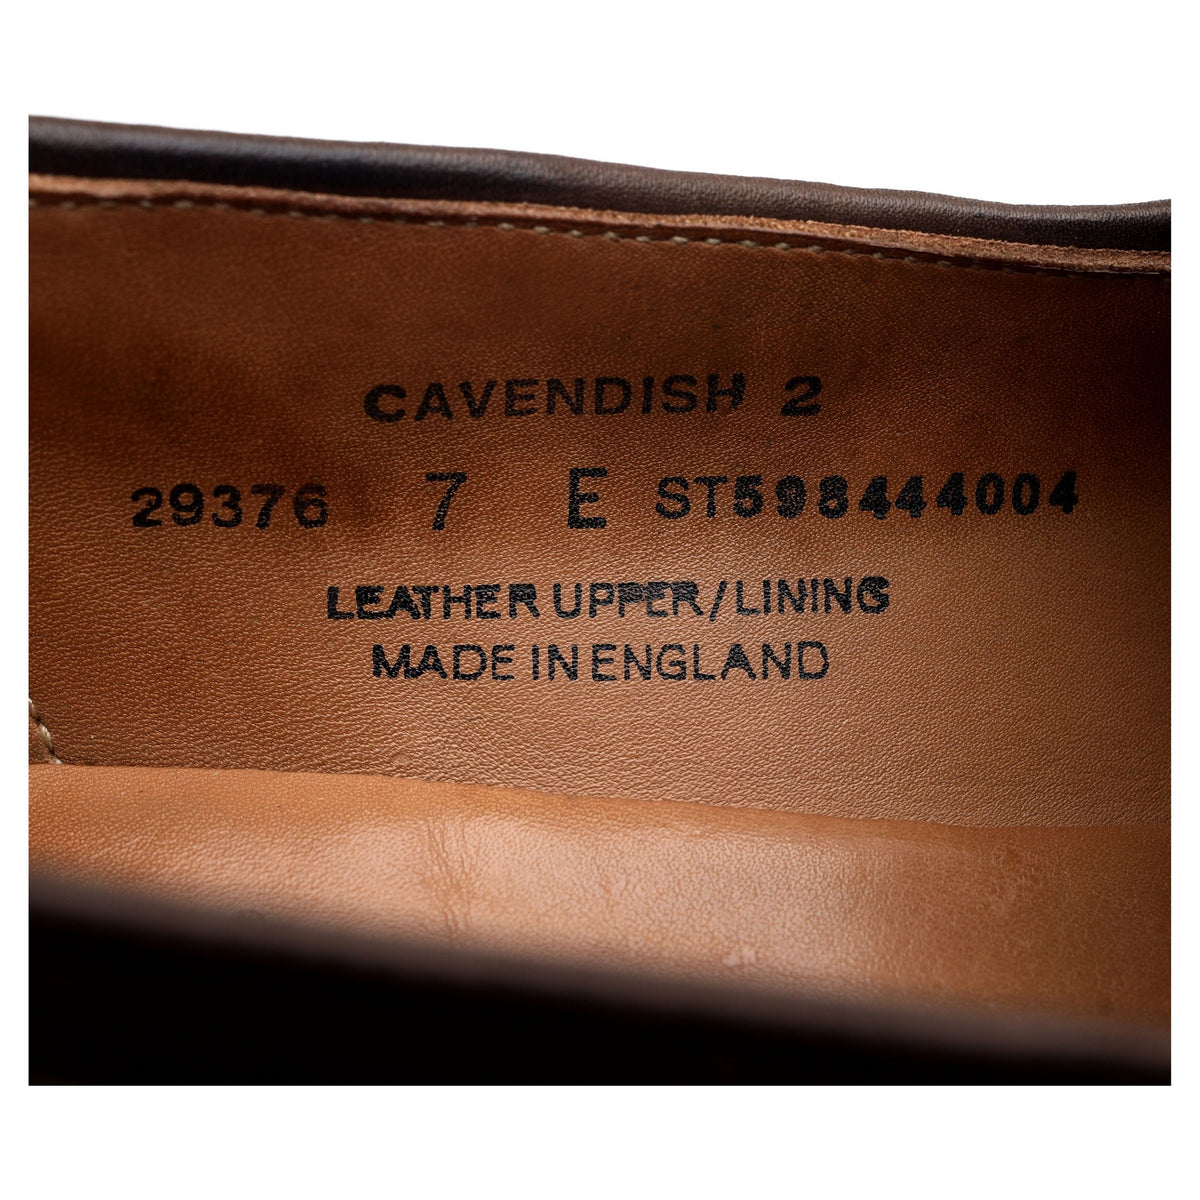 CAVENDISH 2
29376 7 E ST598444004
LEATHER UPPER/LINING
MADE IN ENGLAND